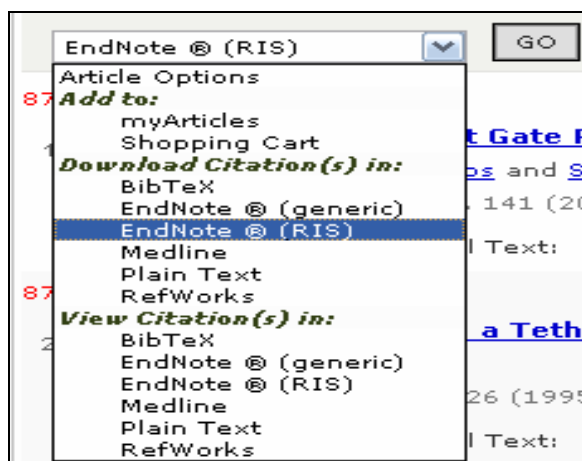 EndNote ® (RIS) GO
Article Options
87 Add to:
myArticles
1 Shopping Cart t Gate
Download Citation(s) in:
BibTeX os and S
EndNote ® (generic) 141 (20
EndNote ® (RIS)
Medline l Text:
Plain Text
87 RefWorks
View Citation(s) in:
2 BibTeX a Teth
EndNote ® (generic)
EndNote ® (RIS)
Medline 26 (1995
Plain Text
RefWorks l Text: